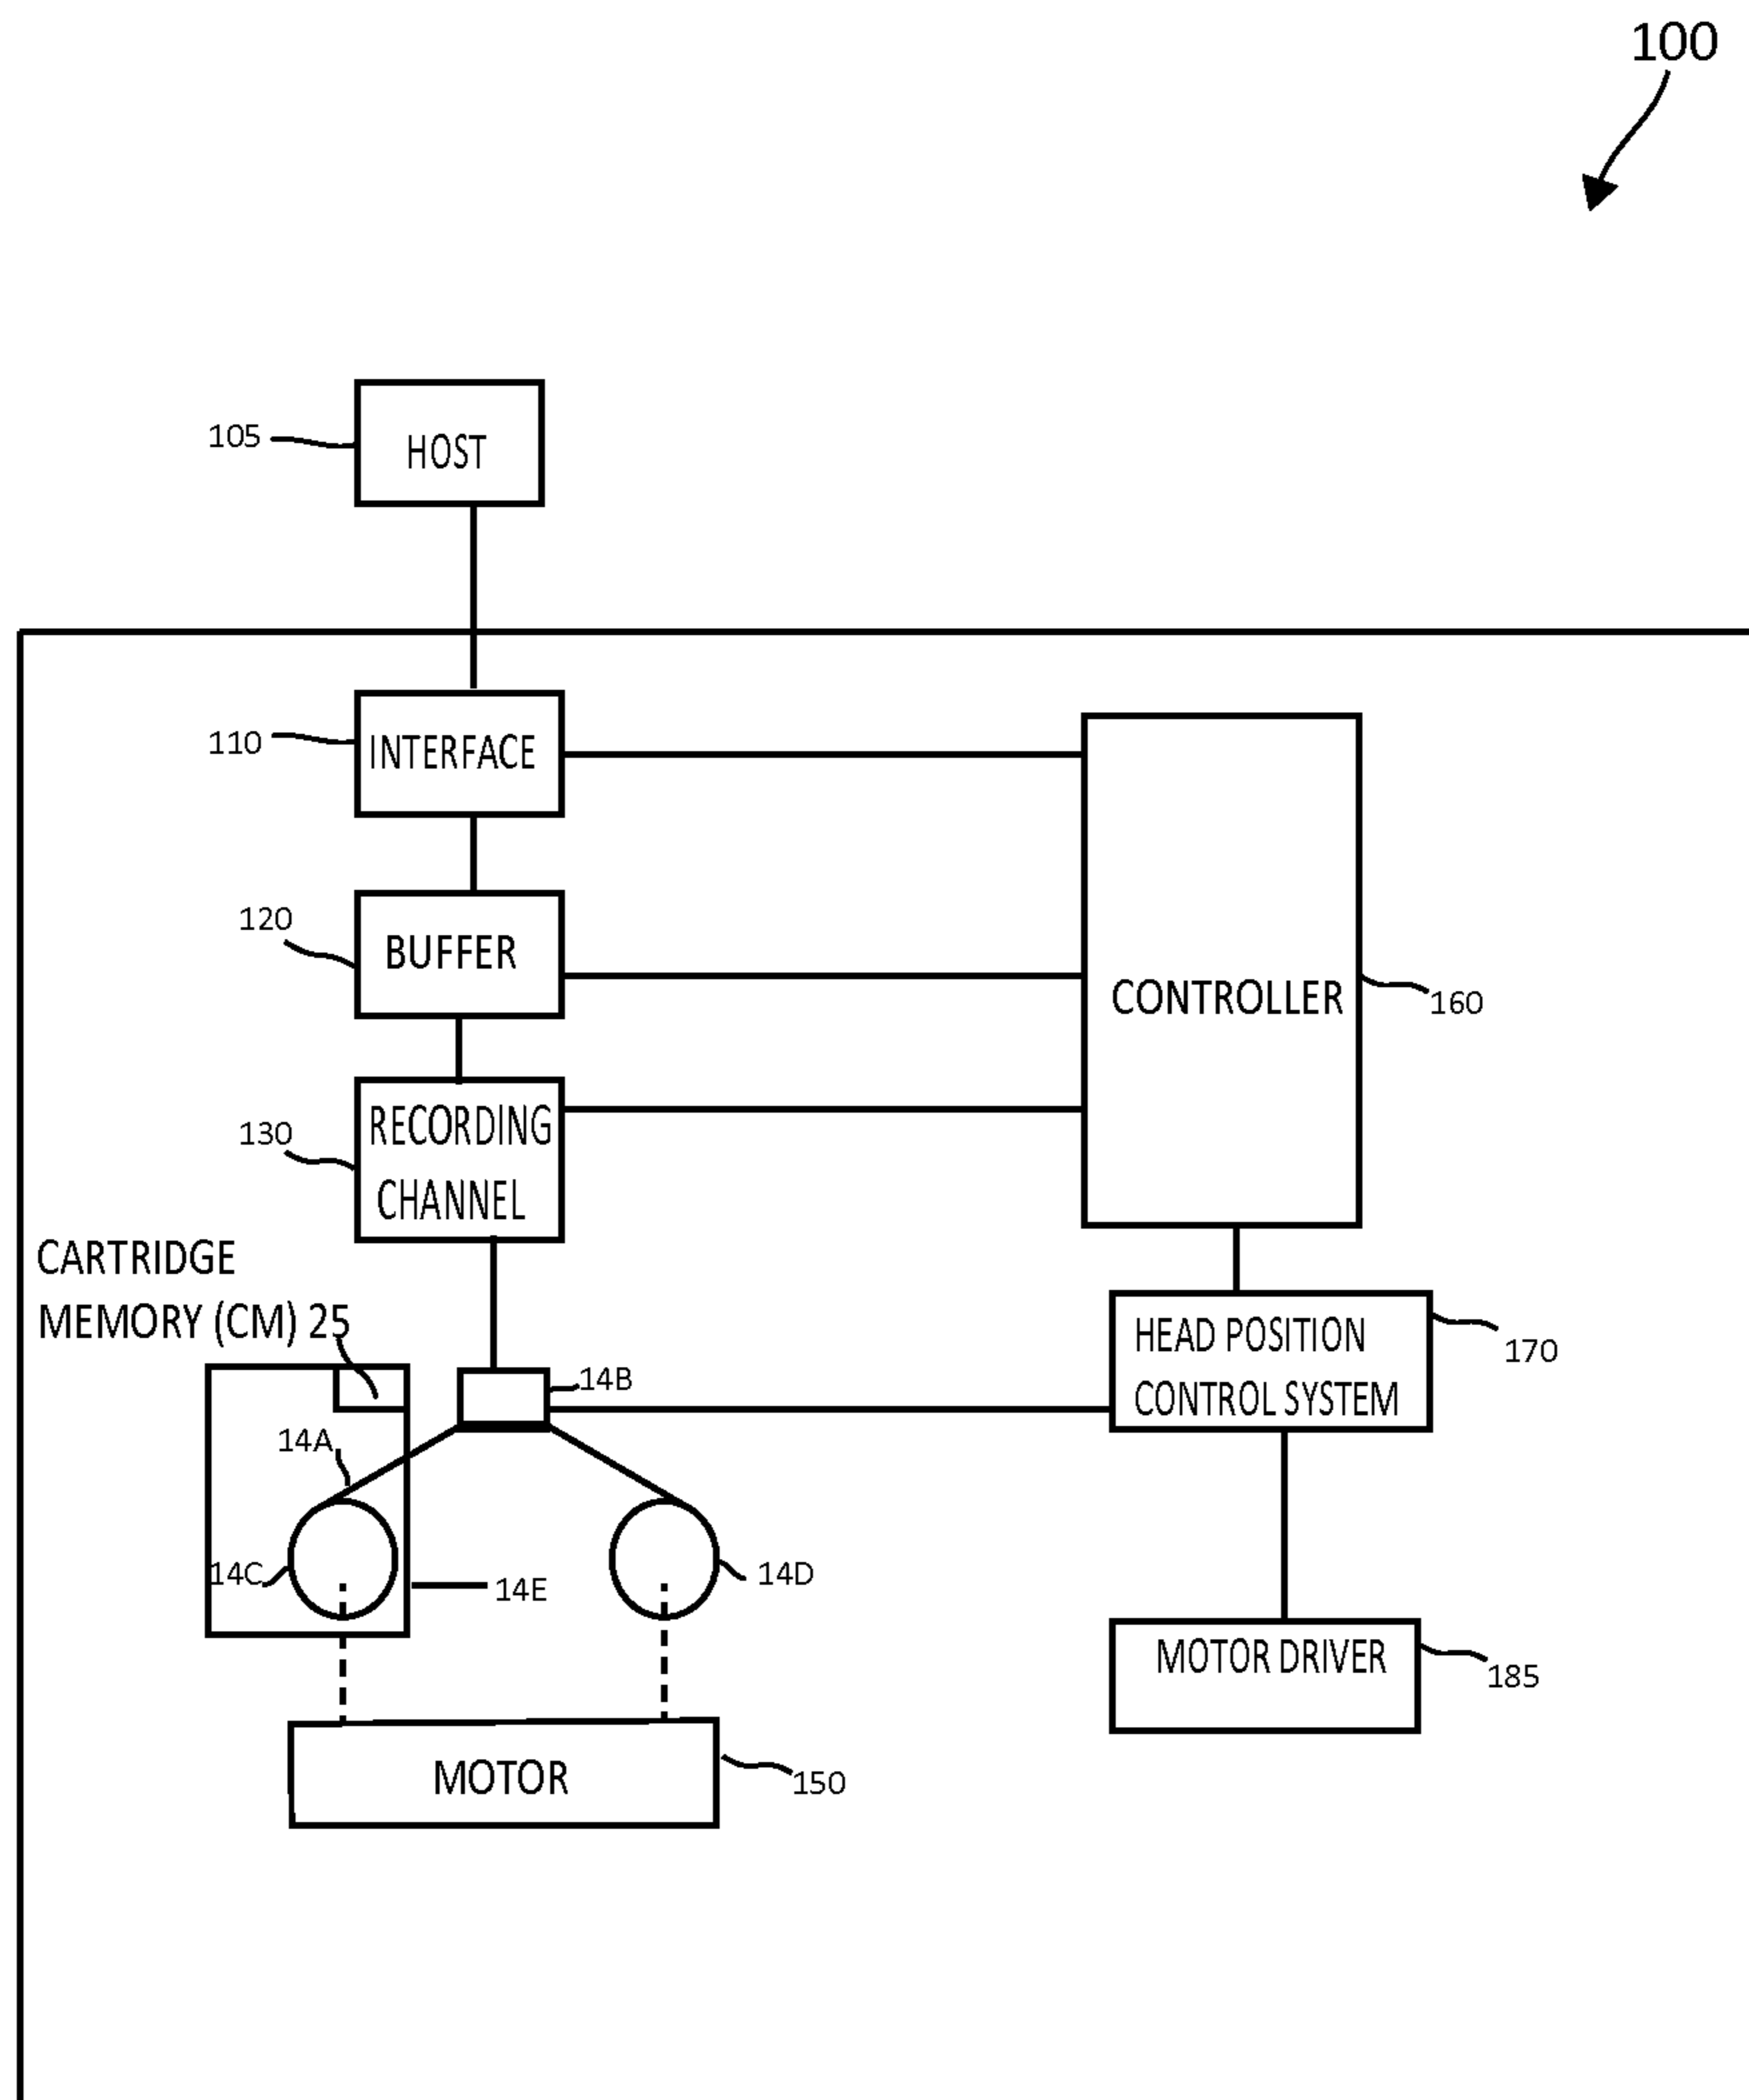 100
105
HOST
110
INTERFACE
120
BUFFER
CONTROLLER
160
130
RECORDING
CHANNEL
CARTRIDGE
MEMORY (CM) 25
HEAD POSITION
CONTROL SYSTEM
170
14B
14A
14C
14E
14D
MOTOR DRIVER
185
MOTOR
150